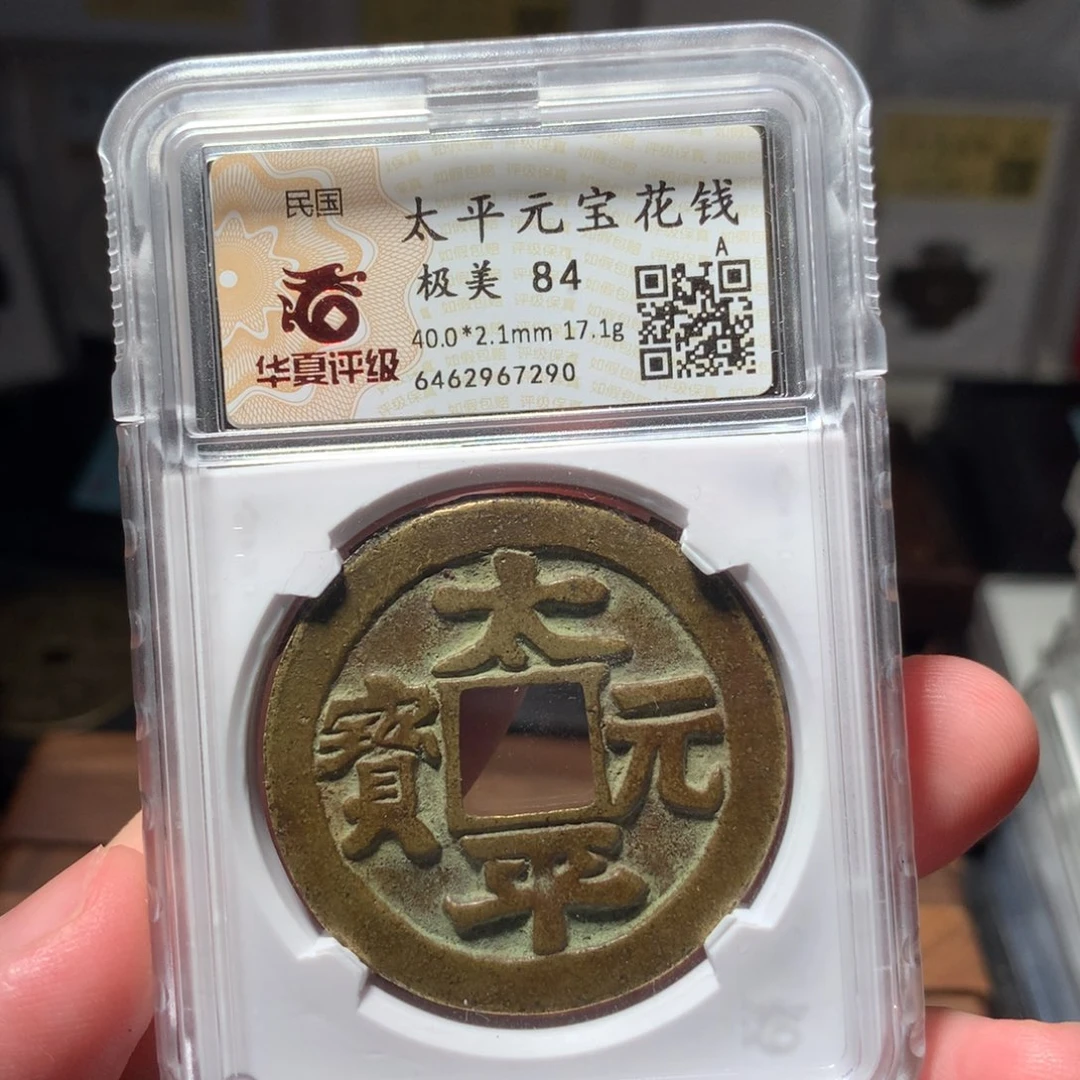 民国
华夏评级
太平元宝花钱
极美 84
A
40.0*2.1mm 17.1g
6462967290
太
元
寶
平